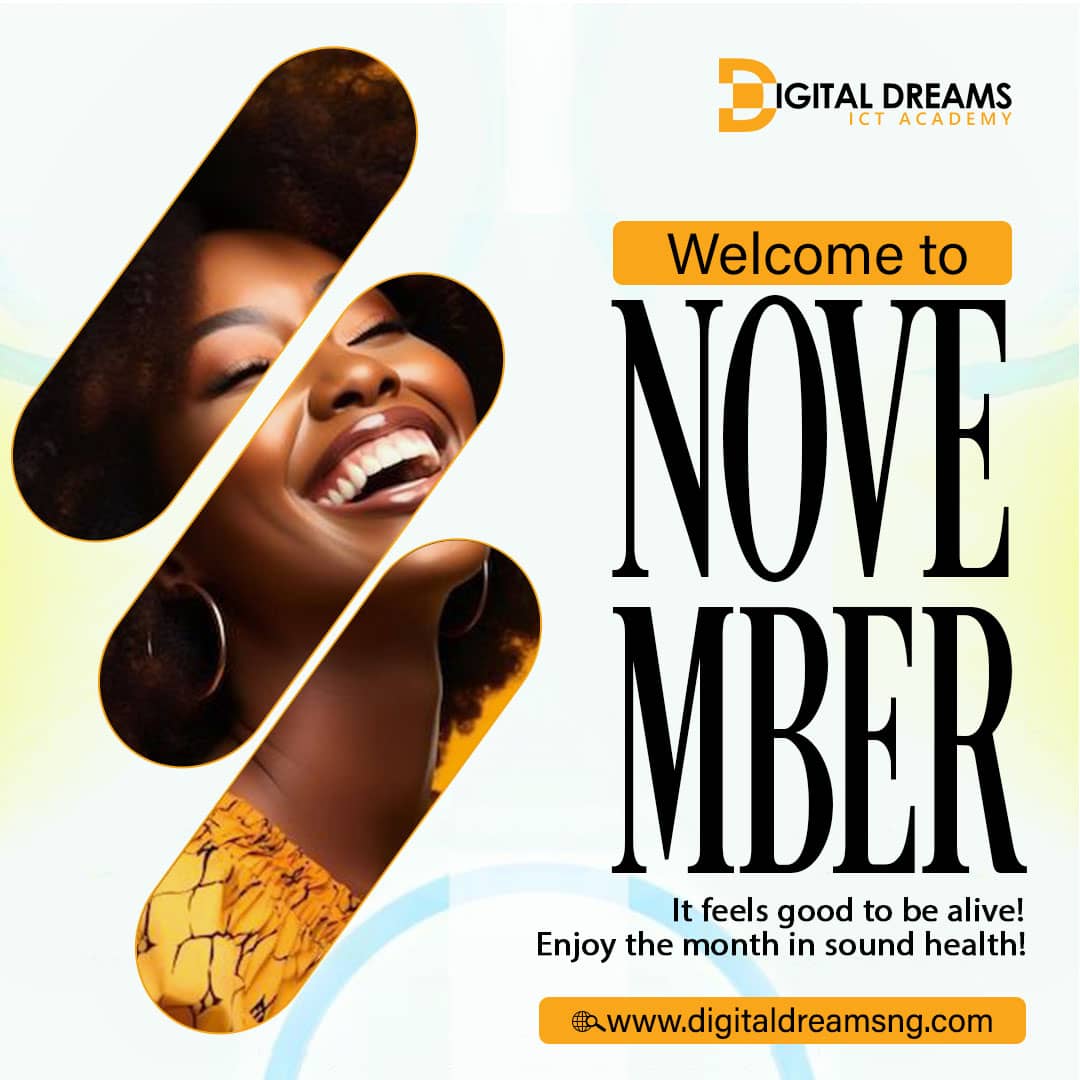 DIGITAL DREAMS
ICT ACADEMY
Welcome to
NOVE
MBER
It feels good to be alive!
Enjoy the month in sound health!
www.digitaldreamsng.com